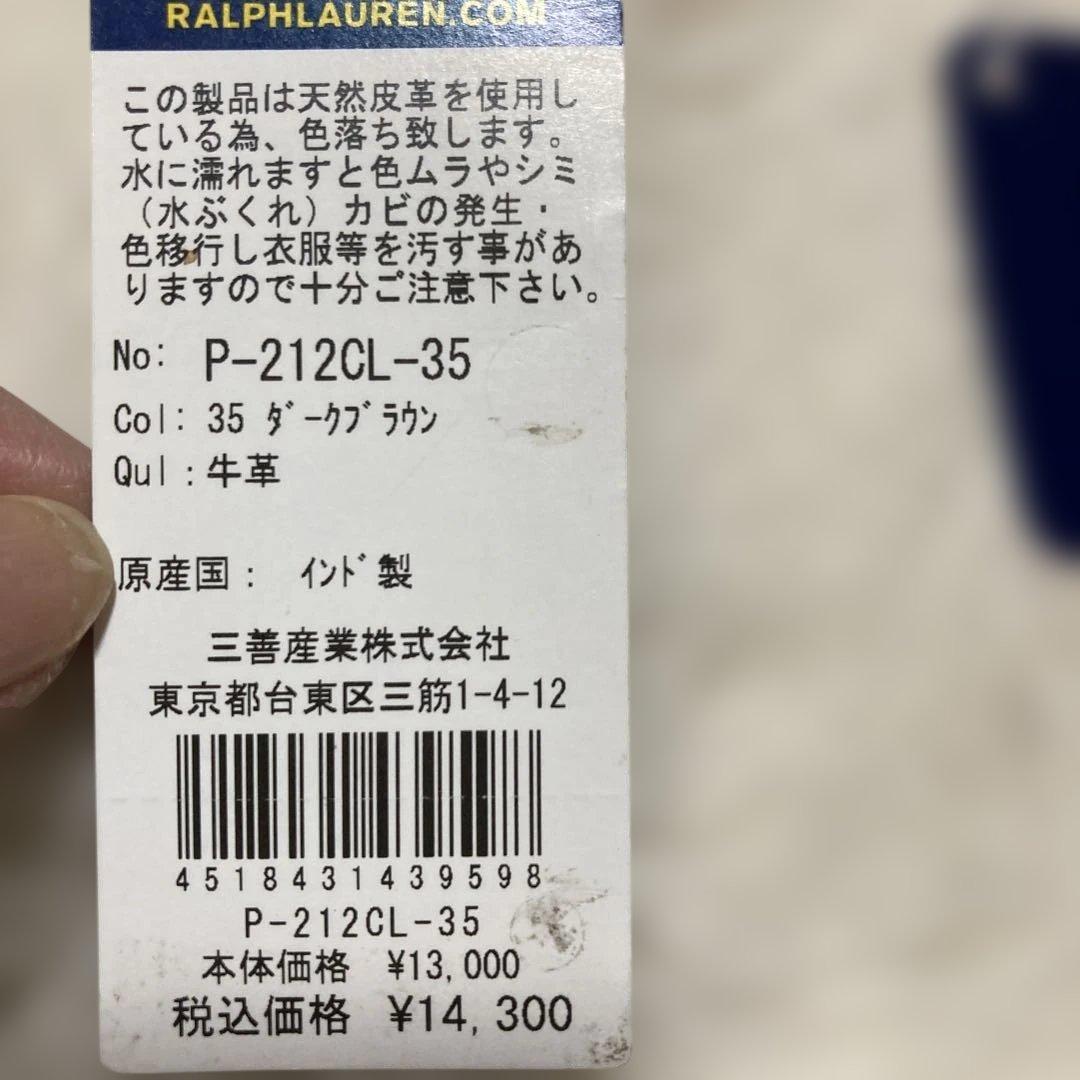 RALPHLAUREN.COM
この製品は天然皮革を使用し
ている為、色落ち致します。
水に濡れますと色ムラやシミ
（水ぶくれ）カビの発生・
色移行し衣服等を汚す事があ
りますので十分ご注意下さい。
No: P-212CL-35
Col: 35 ﾀﾞｰｸﾌﾞﾗｳﾝ
Qul:牛革
原産国： ｲﾝﾄﾞ製
三善産業株式会社
東京都台東区三筋1-4-12
4518431439598
P-212CL-35
本体価格 ¥13,000
税込価格 ¥14,300